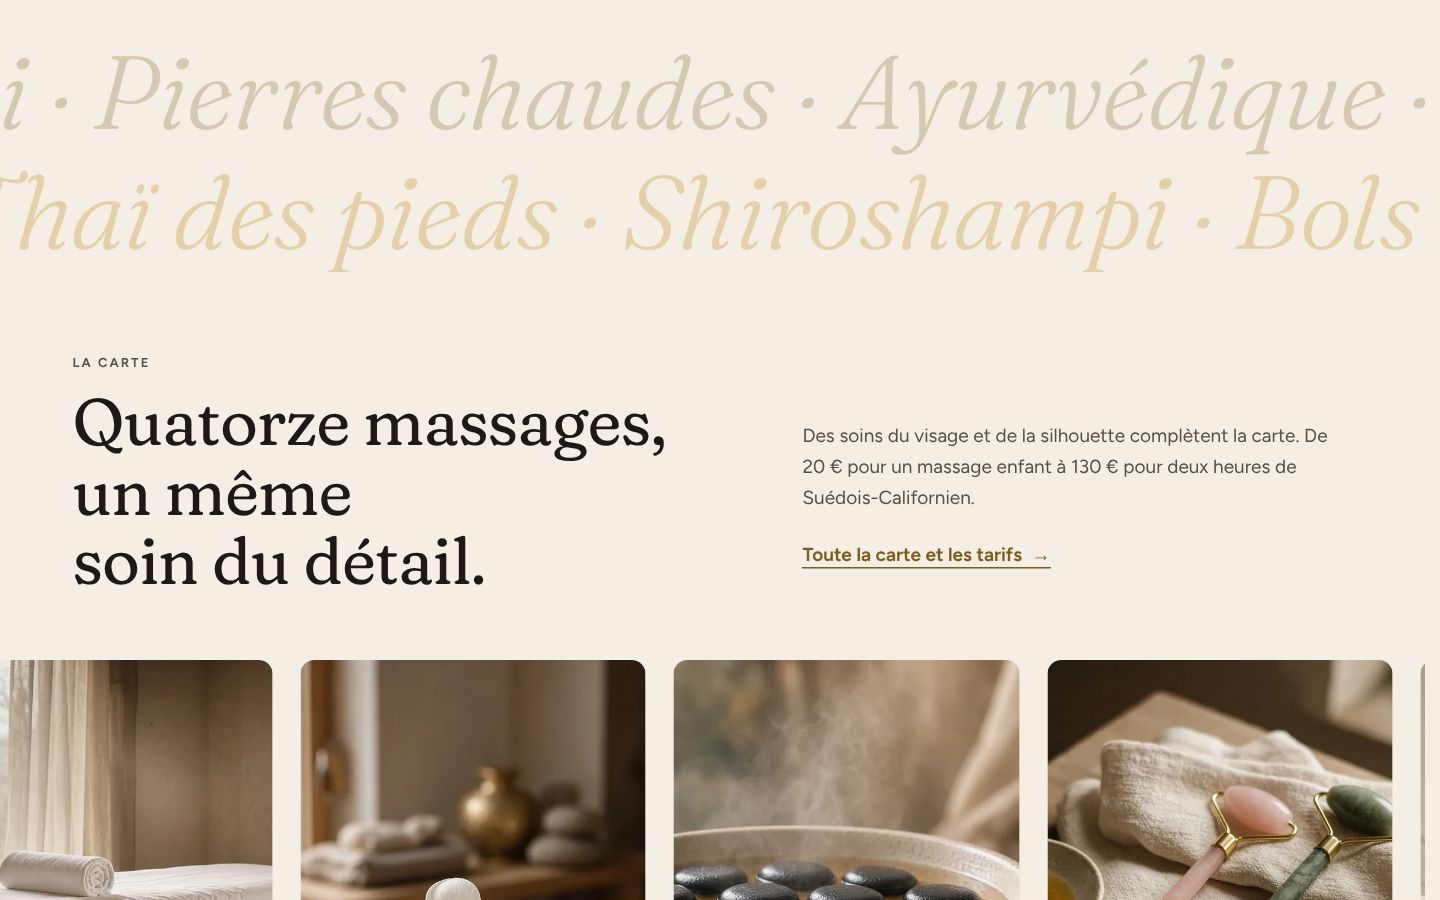 i · Pierres chaudes · Ayurvédique ·
Thaï des pieds · Shiroshampi · Bols
LA CARTE
Quatorze massages,
un même
soin du détail.
Des soins du visage et de la silhouette complètent la carte. De
20 € pour un massage enfant à 130 € pour deux heures de
Suédois-Californien.
Toute la carte et les tarifs →